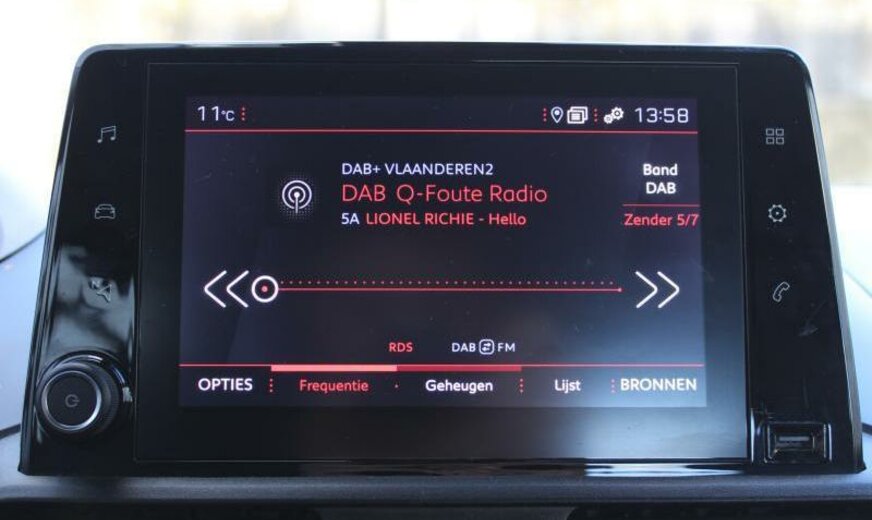 11°C 13:58
DAB+ VLAANDEREN2
DAB Q-Foute Radio
5A LIONEL RICHIE - Hello
Band
DAB
Zender 5/7
RDS DAB FM
OPTIES Frequentie Geheugen Lijst BRONNEN